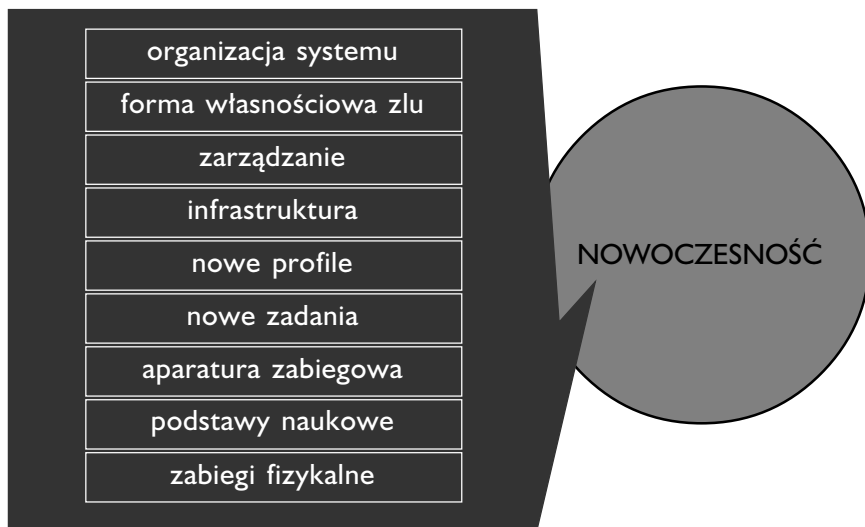 organizacja systemu
forma własnościowa zlu
zarządzanie
infrastruktura
nowe profile
nowe zadania
aparatura zabiegowa
podstawy naukowe
zabiegi fizykalne
NOWOCZESNOŚĆ